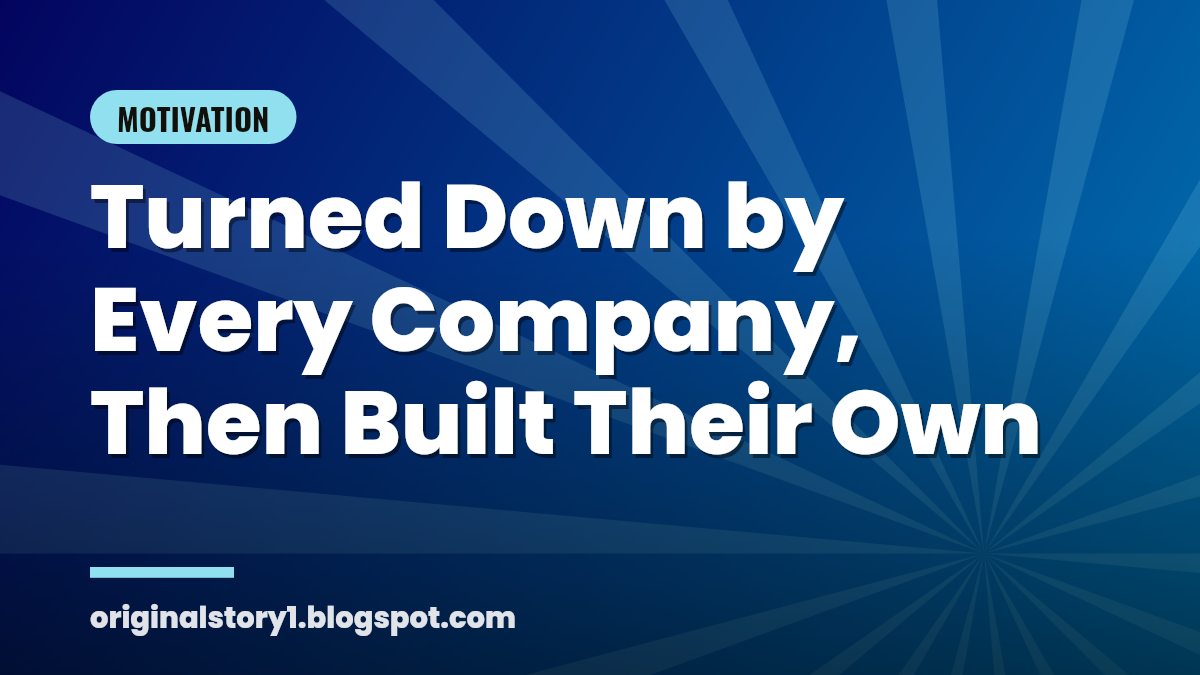 MOTIVATION
Turned Down by
Every Company,
Then Built Their Own
originalstory1.blogspot.com